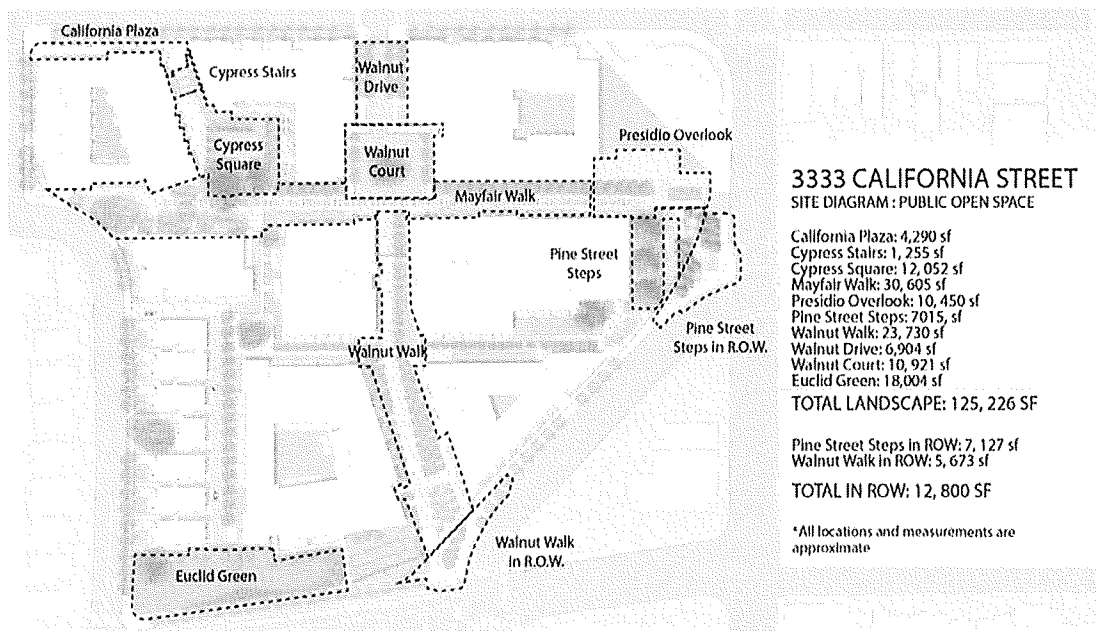 California Plaza
Cypress Stairs
Walnut
Drive
Cypress
Square
Walnut
Court
Presidio Overlook
Mayfair Walk
Pine Street
Steps
Pine Street
Steps in R.O.W.
Walnut Walk
Walnut Walk
in R.O.W.
Euclid Green
3333 CALIFORNIA STREET
SITE DIAGRAM : PUBLIC OPEN SPACE
California Plaza: 4,290 sf
Cypress Stairs: 1, 255 sf
Cypress Square: 12, 052 sf
Mayfair Walk: 30, 605 sf
Presidio Overlook: 10, 450 sf
Pine Street Steps: 7015, sf
Walnut Walk: 23, 730 sf
Walnut Drive: 6,904 sf
Walnut Court: 10, 921 sf
Euclid Green: 18,004 sf
TOTAL LANDSCAPE: 125, 226 SF
Pine Street Steps in ROW: 7, 127 sf
Walnut Walk in ROW: 5, 673 sf
TOTAL IN ROW: 12, 800 SF
*All locations and measurements are
approximate